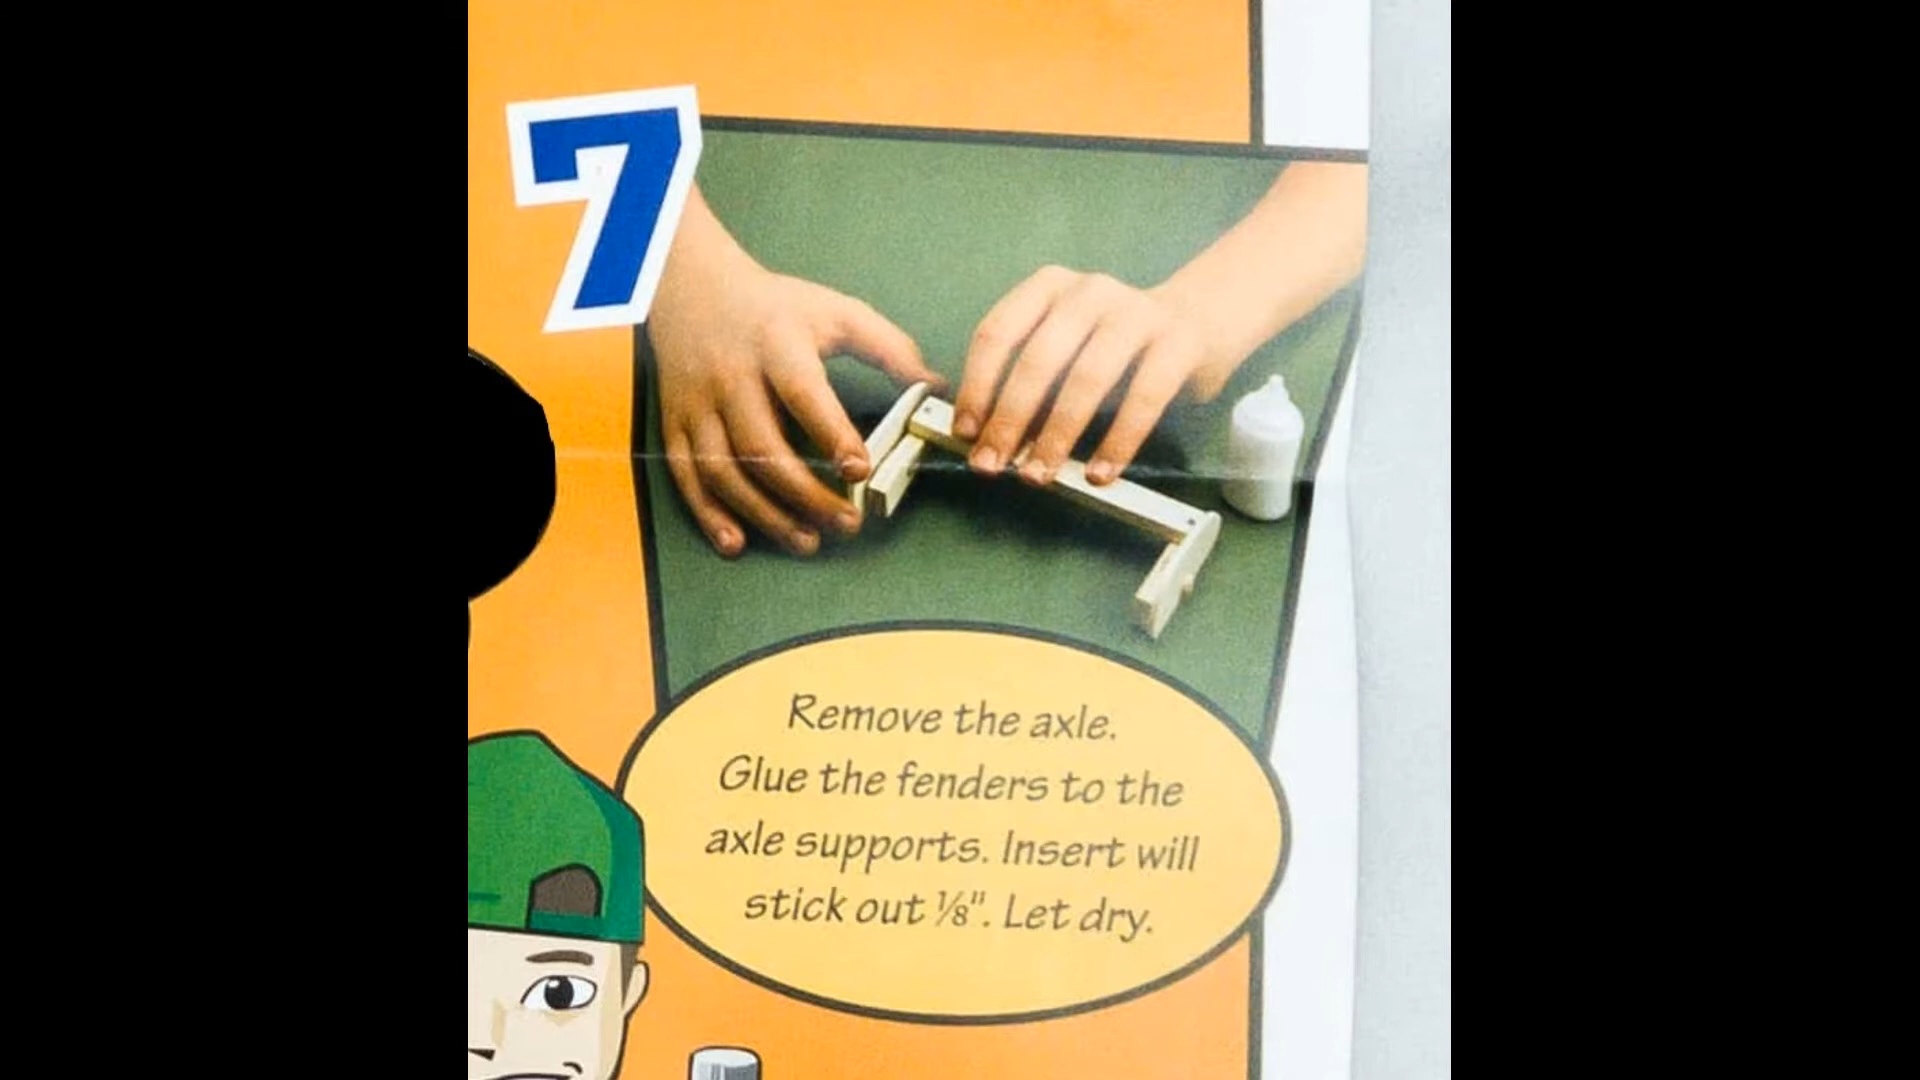 7
Remove the axle.
Glue the fenders to the
axle supports. Insert will
stick out ⅛". Let dry.